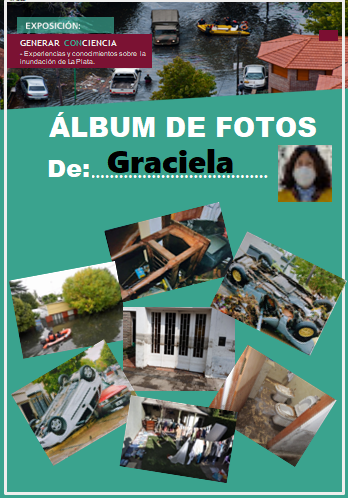 EXPOSICIÓN:
GENERAR CONCIENCIA
- Experiencias y conocimientos sobre la
inundación de La Plata.
ÁLBUM DE FOTOS
De:....................................
Graciela